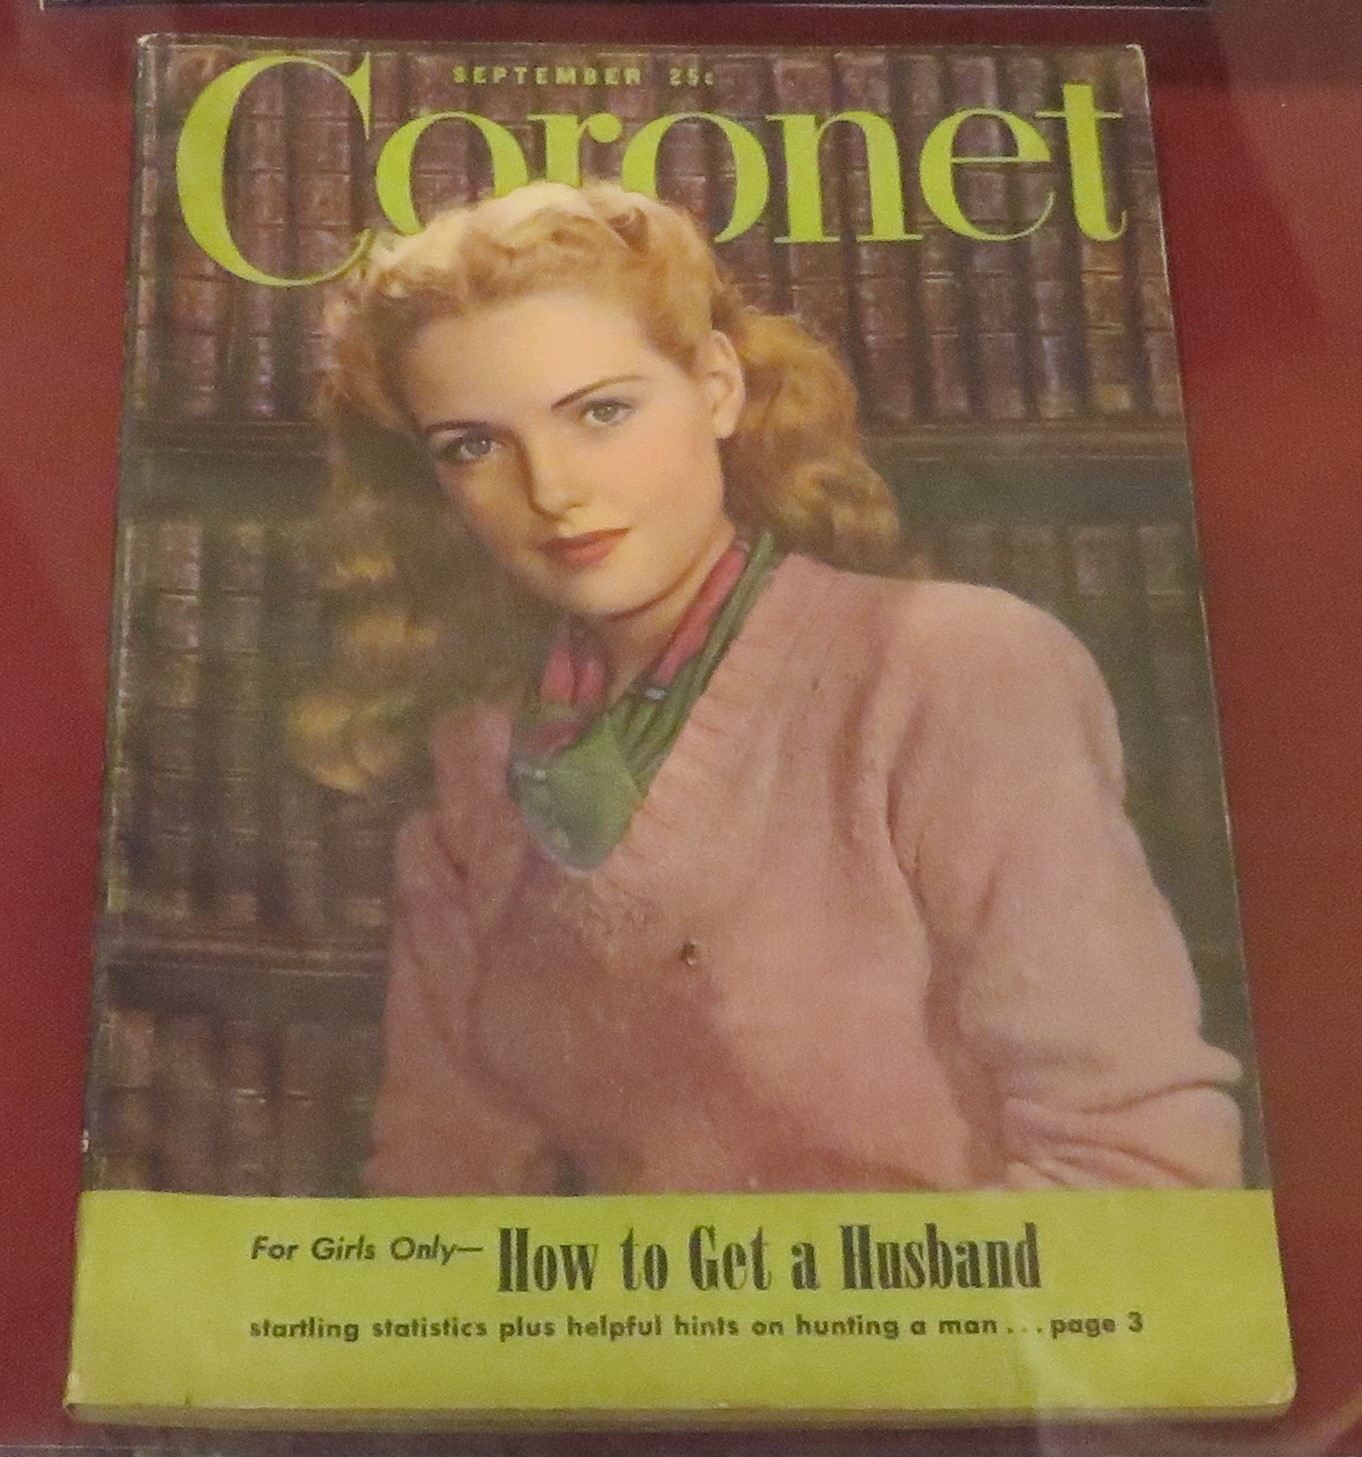 SEPTEMBER 25¢
Coronet
For Girls Only— How to Get a Husband
startling statistics plus helpful hints on hunting a man...page 3